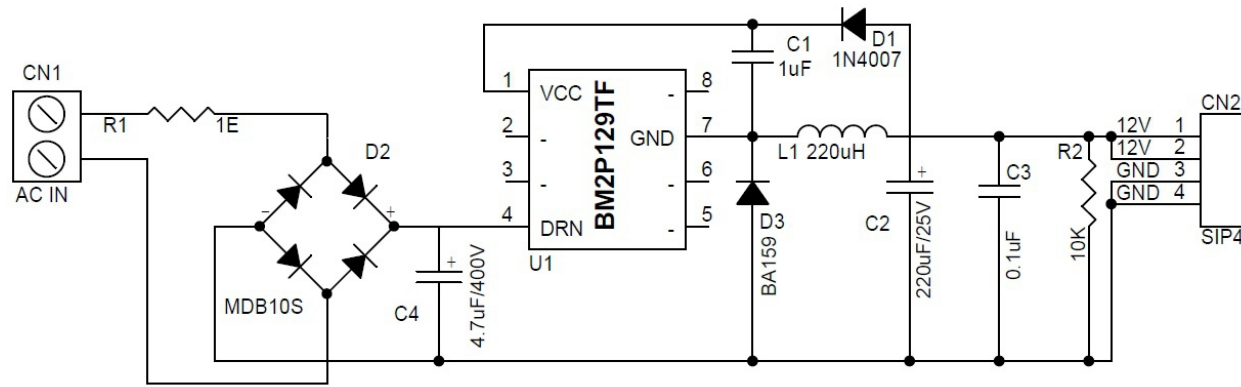 CN1
AC IN
R1
1E
D2
-
+
MDB10S
C4
+
4.7uF/400V
1
2
3
4
VCC
-
-
DRN
U1
BM2P129TF
-
GND
-
-
8
7
6
5
C1
1uF
D1
1N4007
L1 220uH
D3
BA159
C2
+
220uF/25V
C3
0.1uF
R2
10K
12V
12V
GND
GND
1
2
3
4
CN2
SIP4